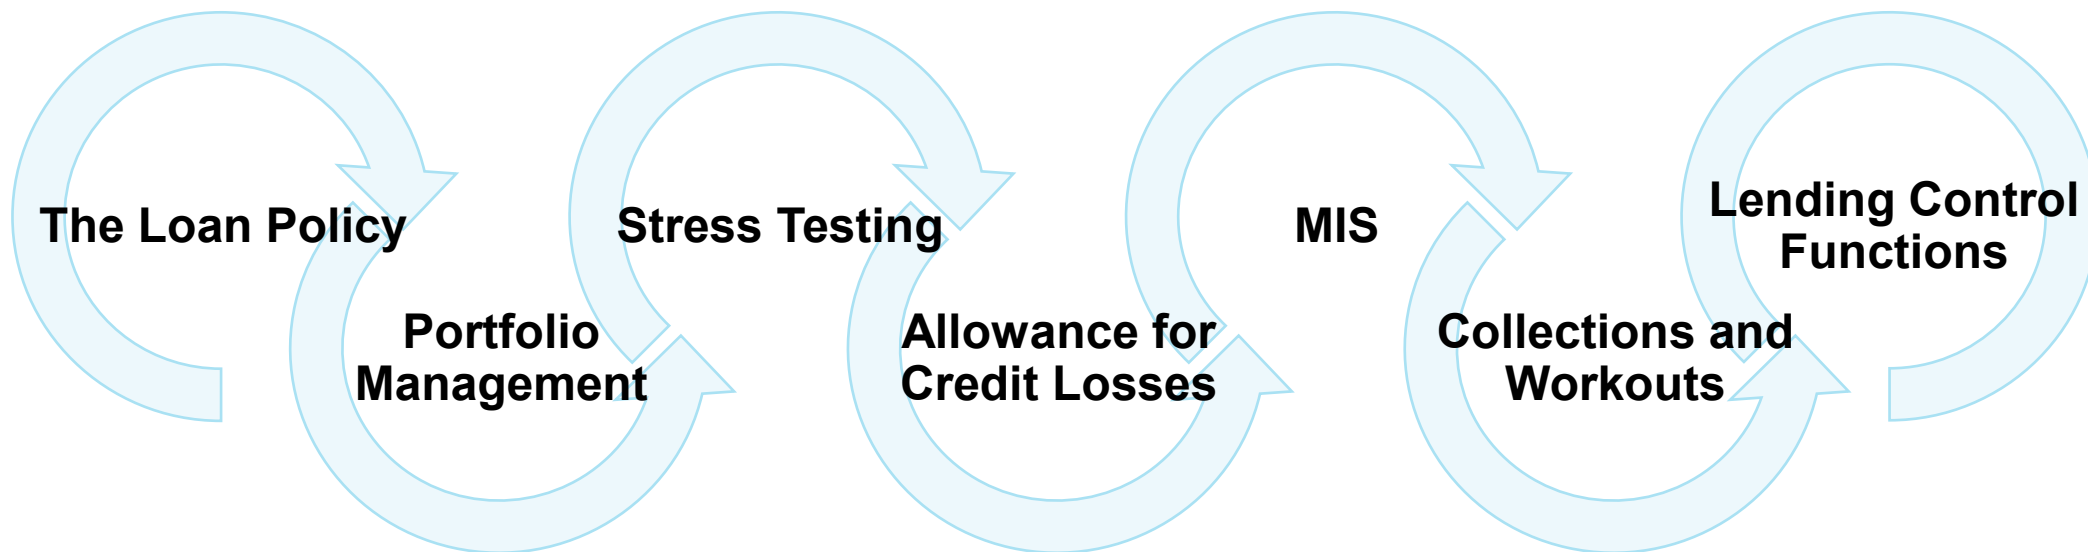 The Loan Policy
Portfolio
Management
Stress Testing
Allowance for
Credit Losses
MIS
Collections and
Workouts
Lending Control
Functions